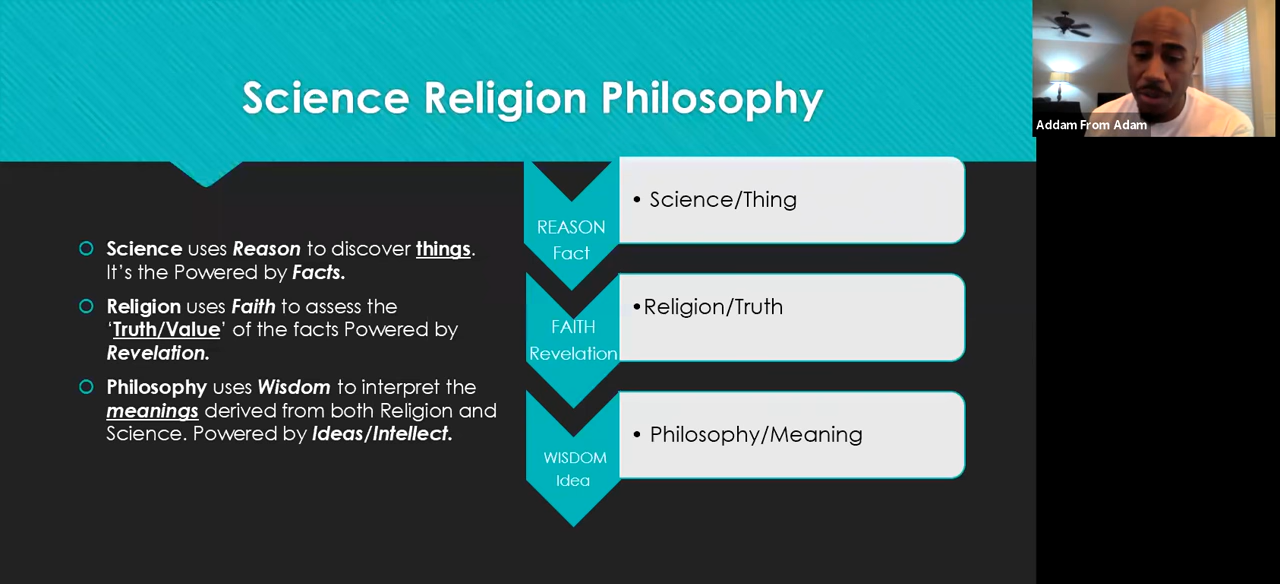 Science Religion Philosophy
Addam From Adam
Science uses Reason to discover things.
It's the Powered by Facts.
Religion uses Faith to assess the
‘Truth/Value’ of the facts Powered by
Revelation.
Philosophy uses Wisdom to interpret the
meanings derived from both Religion and
Science. Powered by Ideas/Intellect.
REASON
Fact
• Science/Thing
FAITH
Revelation
•Religion/Truth
WISDOM
Idea
• Philosophy/Meaning